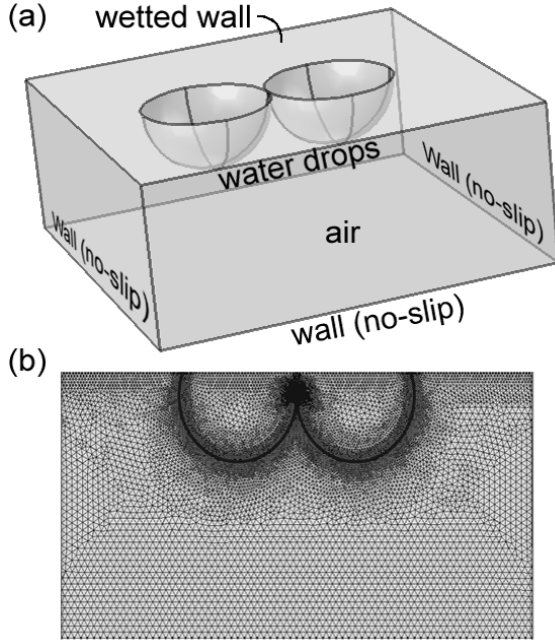 (a)
wetted wall
water drops
Wall (no-slip)
Wall (no-slip)
air
wall (no-slip)
(b)